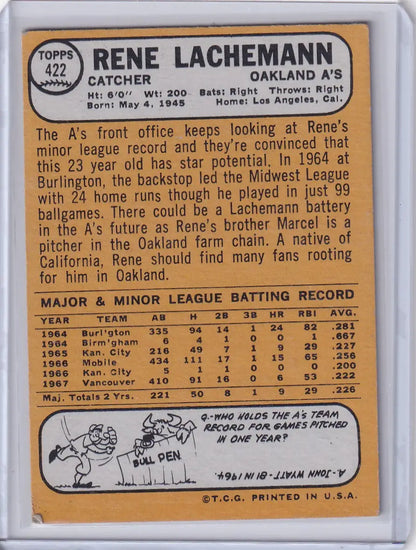 TOPPS
422
RENE LACHEMANN
CATCHER OAKLAND A'S
Ht: 6'0" Wt: 200 Bats: Right Throws: Right
Born: May 4, 1945 Home: Los Angeles, Cal.
The A's front office keeps looking at Rene's
minor league record and they're convinced that
this 23 year old has star potential. In 1964 at
Burlington, the backstop led the Midwest League
with 24 home runs though he played in just 99
ballgames. There could be a Lachemann battery
in the A's future as Rene's brother Marcel is a
pitcher in the Oakland farm chain. A native of
California, Rene should find many fans rooting
for him in Oakland.
MAJOR & MINOR LEAGUE BATTING RECORD
YEAR TEAM AB H 2B 3B HR RBI AVG.
1964 Burl'gton 335 94 14 1 24 82 .281
1964 Birm'gham 6 4 1 0 0 1 .667
1965 Kan. City 216 49 7 1 9 29 .227
1966 Mobile 434 111 17 1 15 65 .256
1966 Kan. City 5 1 1 0 0 0 .200
1967 Vancouver 410 91 16 6 3 53 .222
Maj. Totals 2 Yrs. 221 50 8 1 9 29 .226
Q-WHO HOLDS THE A'S TEAM
RECORD FOR GAMES PITCHED
IN ONE YEAR?
BULL PEN
A-JOHN WYATT-81 IN 1964.
©T.C.G. PRINTED IN U.S.A.